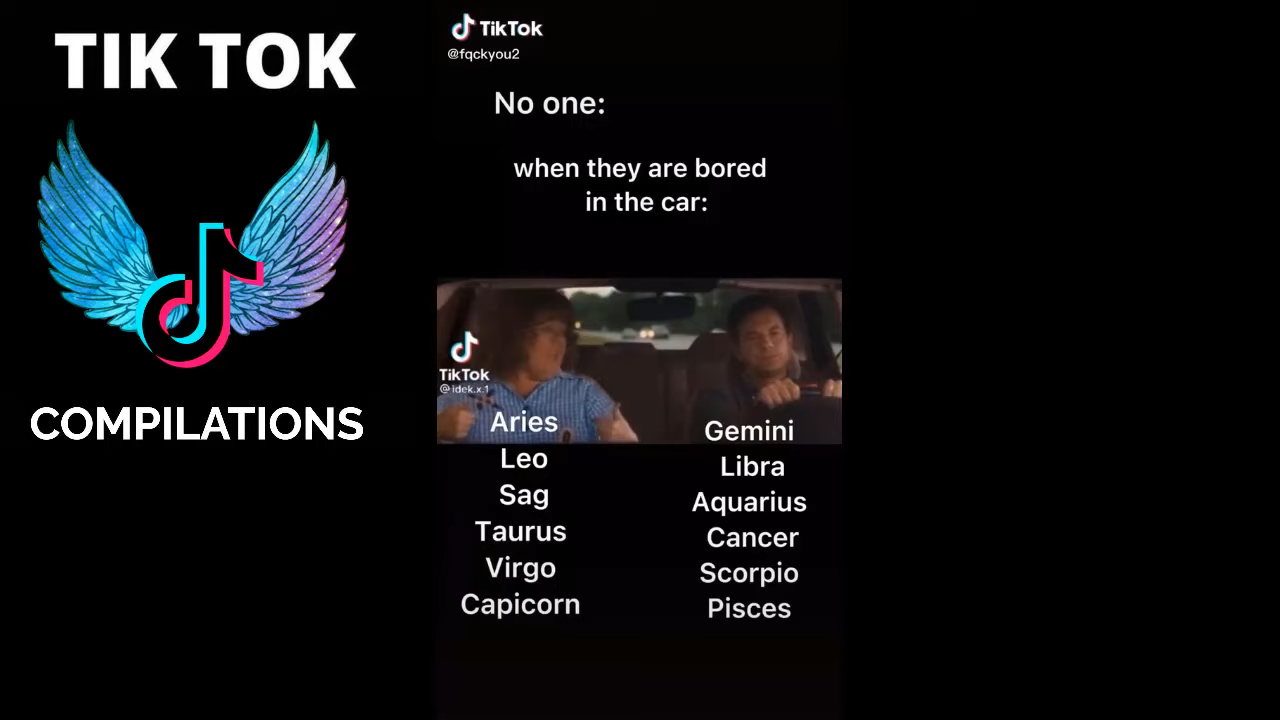 TIK TOK
COMPILATIONS
TikTok
@fqckyou2
No one:
when they are bored
in the car:
TikTok
@idek.x.1
Aries
Leo
Sag
Taurus
Virgo
Capicorn
Gemini
Libra
Aquarius
Cancer
Scorpio
Pisces